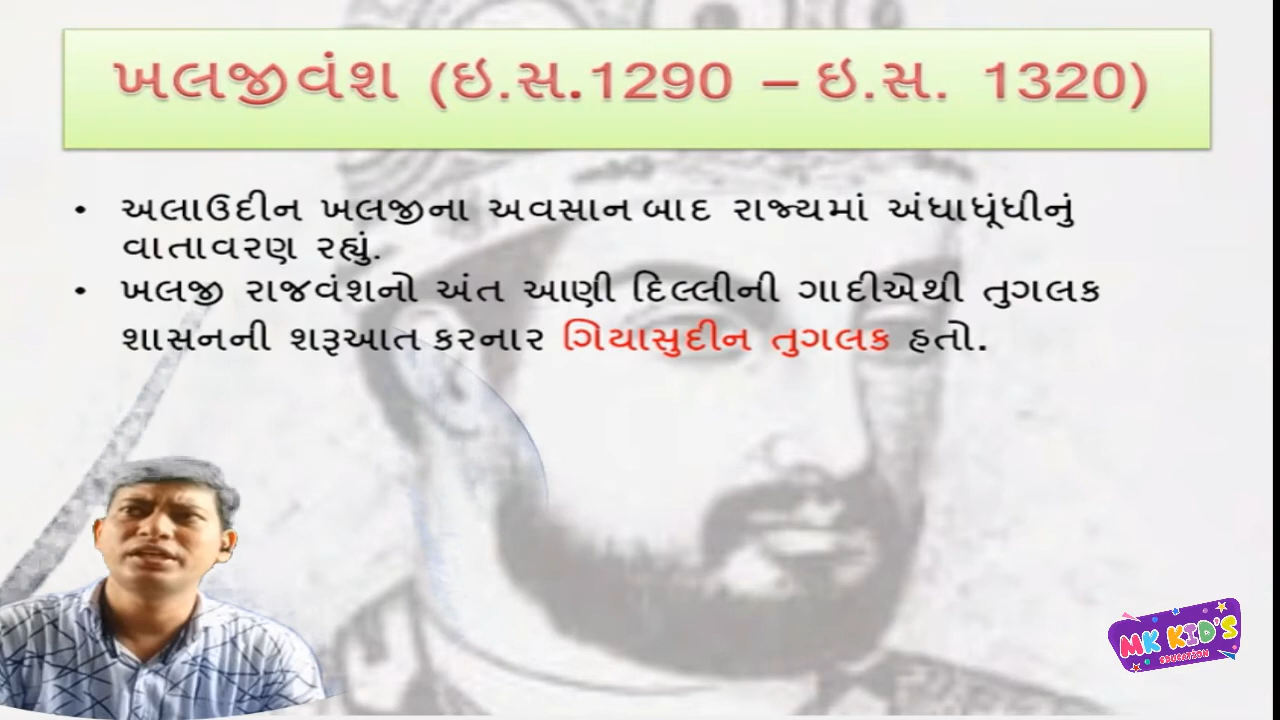 ખલજીવંશ (ઇ.સ.1290 – ઇ.સ. 1320)
• અલાઉદીન ખલજીના અવસાન બાદ રાજ્યમાં અંધાધૂંધીનું
વાતાવરણ રહ્યું.
• ખલજી રાજવંશનો અંત આણી દિલ્લીની ગાદીએથી તુગલક
શાસનની શરૂઆત કરનાર ગિયાસુદીન તુગલક હતો.
MK KID'S
EDUCATION